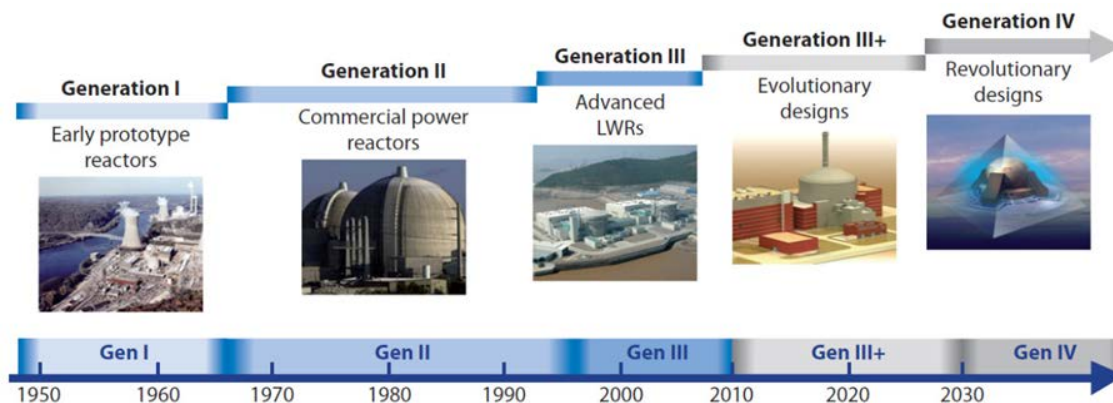 Generation I
Early prototype
reactors
Generation II
Commercial power
reactors
Generation III
Advanced
LWRs
Generation III+
Evolutionary
designs
Generation IV
Revolutionary
designs
Gen I
Gen II
Gen III
Gen III+
Gen IV
1950
1960
1970
1980
1990
2000
2010
2020
2030